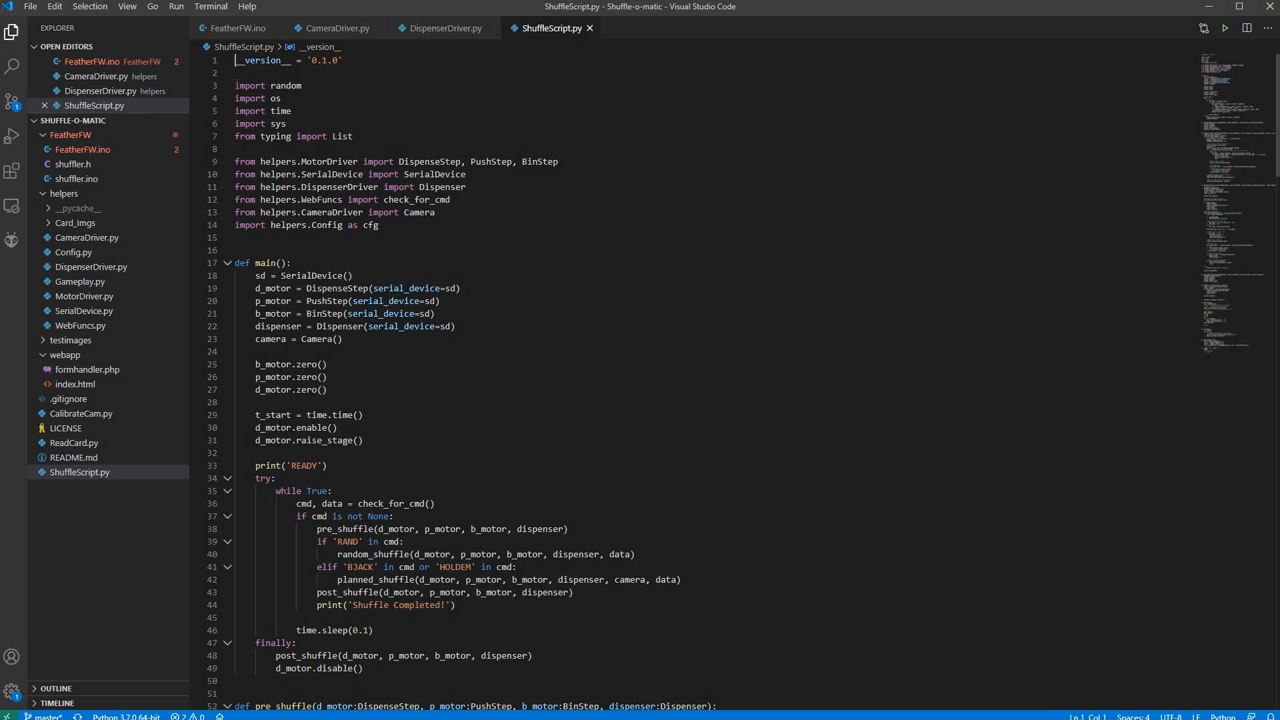 File Edit Selection View Go Run Terminal Help
ShuffleScript.py - Shuffle-o-matic - Visual Studio Code
EXPLORER
FeatherFW.ino CameraDriver.py DispenserDriver.py ShuffleScript.py
OPEN EDITORS
FeatherFW.ino 2
CameraDriver.py helpers
DispenserDriver.py helpers
ShuffleScript.py
SHUFFLE-O-MATIC
FeatherFW
FeatherFW.ino 2
shuffler.h
shuffler.ino
helpers
__pycache__
Card_Imgs
CameraDriver.py
Config.py
DispenserDriver.py
Gameplay.py
MotorDriver.py
SerialDevice.py
WebFuncs.py
testimages
webapp
formhandler.php
index.html
.gitignore
CalibrateCam.py
LICENSE
ReadCard.py
README.md
ShuffleScript.py
OUTLINE
TIMELINE
ShuffleScript.py > __version__
1 __version__ = '0.1.0'
2
3 import random
4 import os
5 import time
6 import sys
7 from typing import List
8
9 from helpers.MotorDriver import DispenseStep, PushStep, BinStep
10 from helpers.SerialDevice import SerialDevice
11 from helpers.DispenserDriver import Dispenser
12 from helpers.WebFuncs import check_for_cmd
13 from helpers.CameraDriver import Camera
14 import helpers.Config as cfg
15
16
17 def main():
18 sd = SerialDevice()
19 d_motor = DispenseStep(serial_device=sd)
20 p_motor = PushStep(serial_device=sd)
21 b_motor = BinStep(serial_device=sd)
22 dispenser = Dispenser(serial_device=sd)
23 camera = Camera()
24
25 b_motor.zero()
26 p_motor.zero()
27 d_motor.zero()
28
29 t_start = time.time()
30 d_motor.enable()
31 d_motor.raise_stage()
32
33 print('READY')
34 try:
35 while True:
36 cmd, data = check_for_cmd()
37 if cmd is not None:
38 pre_shuffle(d_motor, p_motor, b_motor, dispenser)
39 if 'RAND' in cmd:
40 random_shuffle(d_motor, p_motor, b_motor, dispenser, data)
41 elif 'BJACK' in cmd or 'HOLDEM' in cmd:
42 planned_shuffle(d_motor, p_motor, b_motor, dispenser, camera, data)
43 post_shuffle(d_motor, p_motor, b_motor, dispenser)
44 print('Shuffle Completed!')
45
46 time.sleep(0.1)
47 finally:
48 post_shuffle(d_motor, p_motor, b_motor, dispenser)
49 d_motor.disable()
50
51
52 def pre_shuffle(d_motor:DispenseStep, p_motor:PushStep, b_motor:BinStep, dispenser:Dispenser):
master* Python 3.7.0 64-bit 2 0 Ln 1, Col 1 Spaces: 4 UTF-8 LF Python